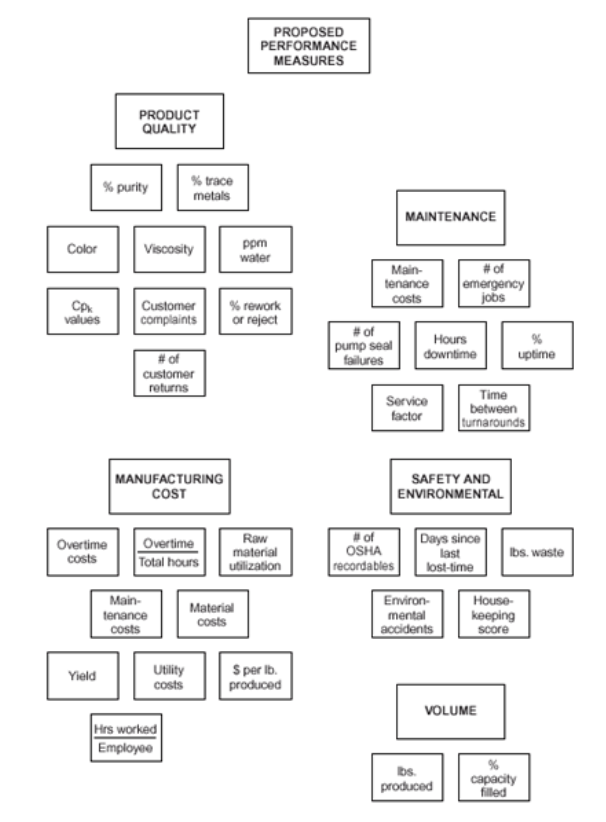 PROPOSED
PERFORMANCE
MEASURES
PRODUCT
QUALITY
% purity
% trace
metals
Color
Viscosity
ppm
water
Cpk
values
Customer
complaints
% rework
or reject
# of
customer
returns
MAINTENANCE
Main-
tenance
costs
# of
emergency
jobs
# of
pump seal
failures
Hours
downtime
%
uptime
Service
factor
Time
between
turnarounds
MANUFACTURING
COST
Overtime
costs
Overtime
Total hours
Raw
material
utilization
Main-
tenance
costs
Material
costs
Yield
Utility
costs
$ per lb.
produced
Hrs worked
Employee
SAFETY AND
ENVIRONMENTAL
# of
OSHA
recordables
Days since
last
lost-time
lbs. waste
Environ-
mental
accidents
House-
keeping
score
VOLUME
lbs.
produced
%
capacity
filled